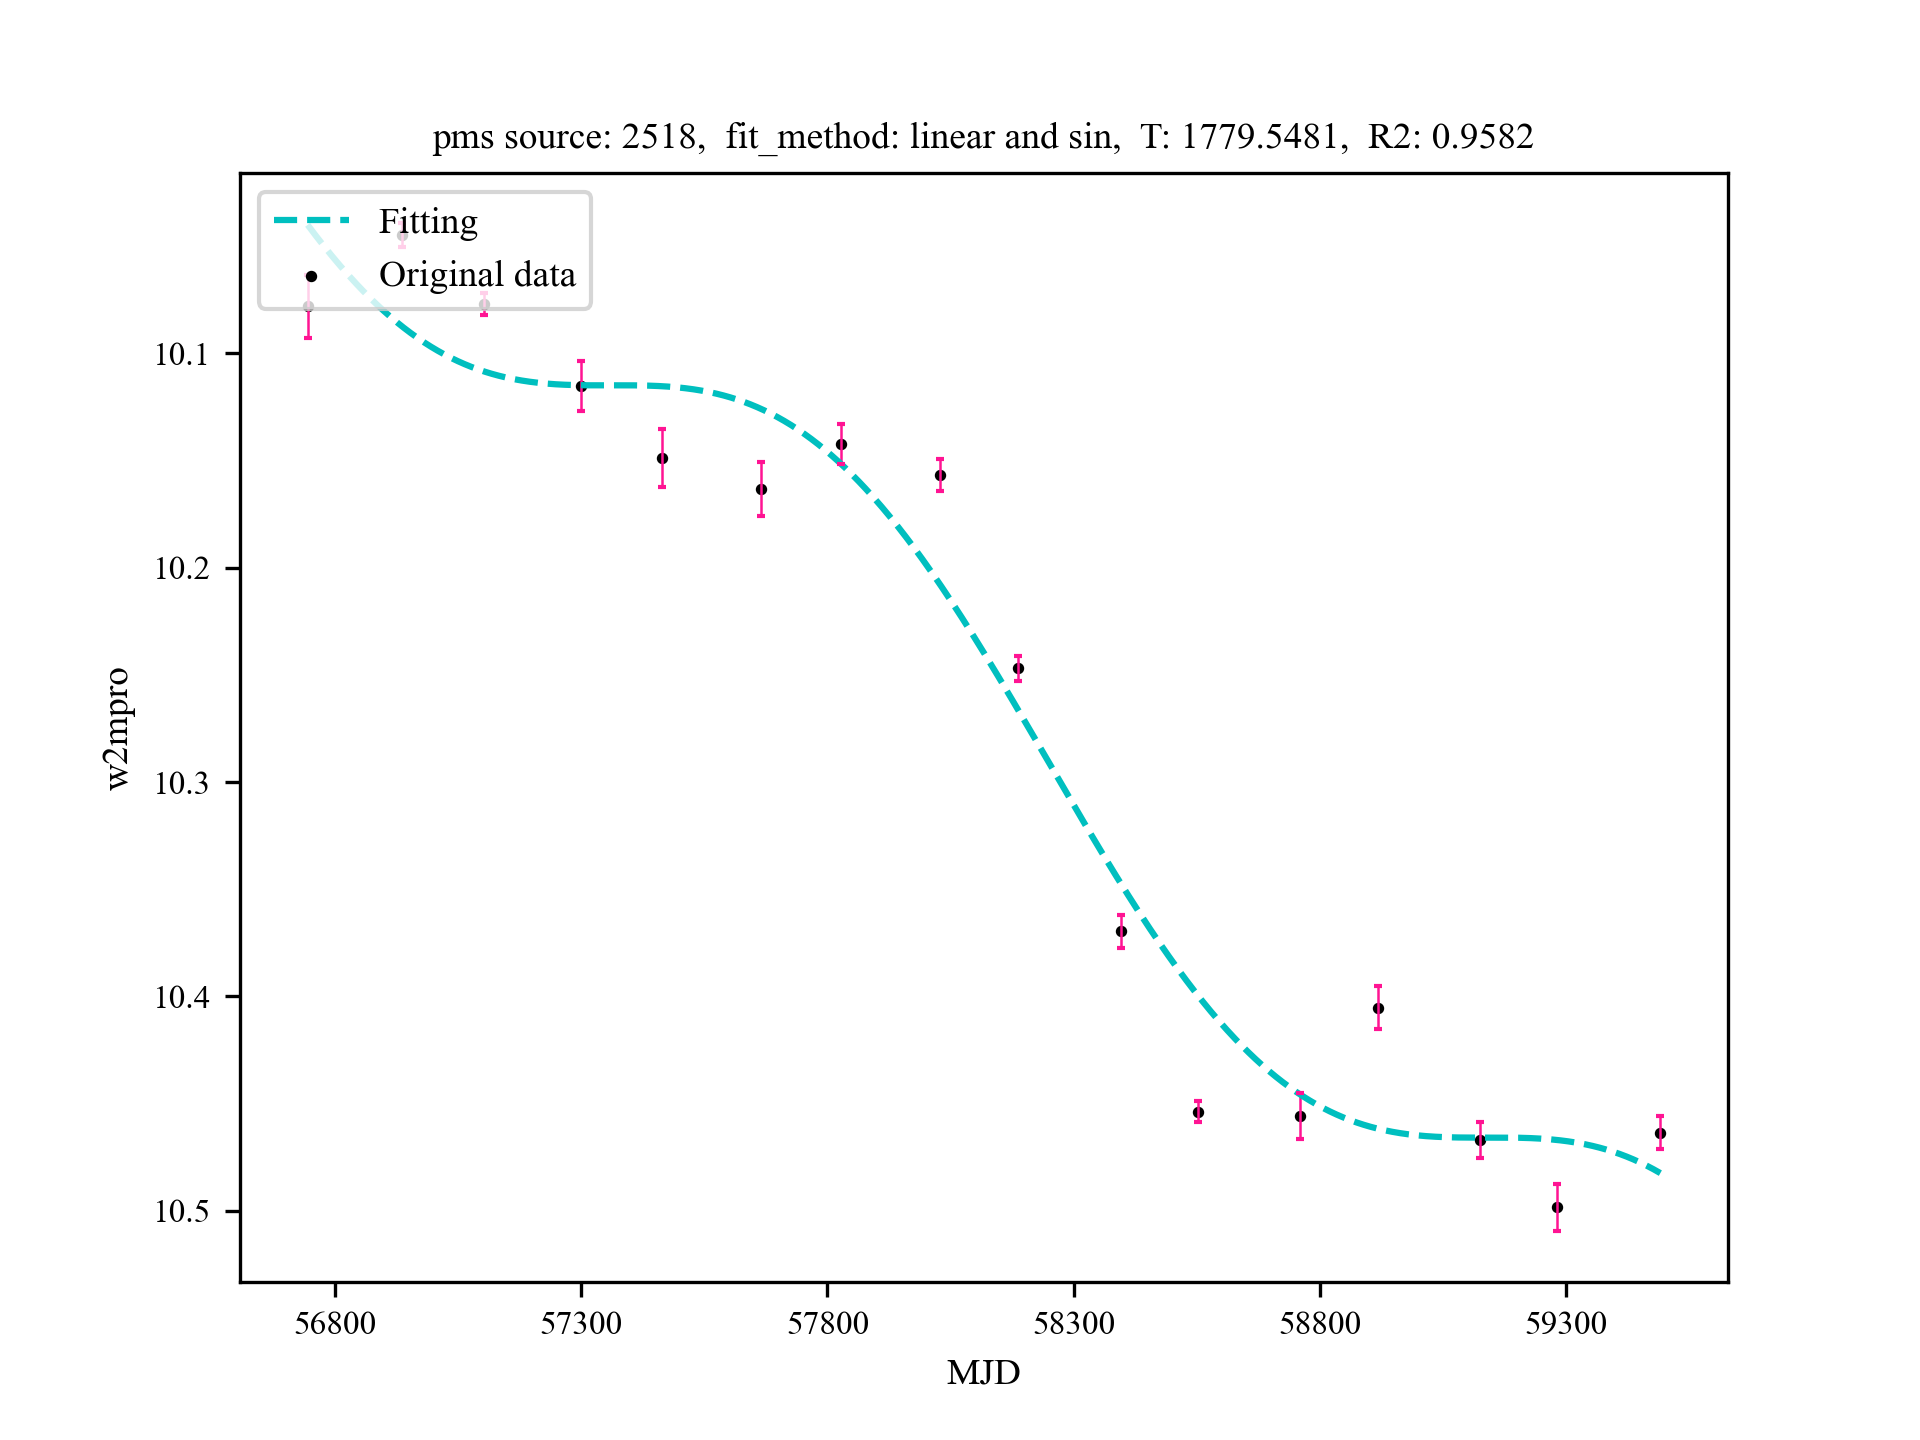 pms source: 2518, fit_method: linear and sin, T: 1779.5481, R2: 0.9582
Fitting
Original data
10.1
10.2
10.3
10.4
10.5
w2mpro
56800 57300 57800 58300 58800 59300
MJD